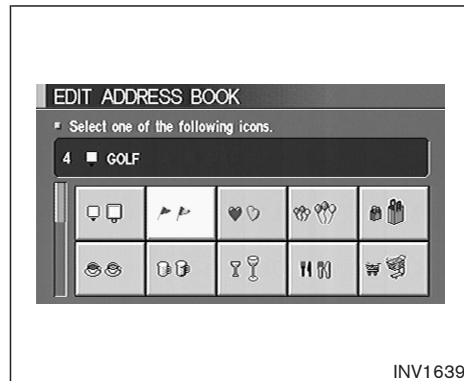 EDIT ADDRESS BOOK
Select one of the following icons.
4 GOLF
INV1639